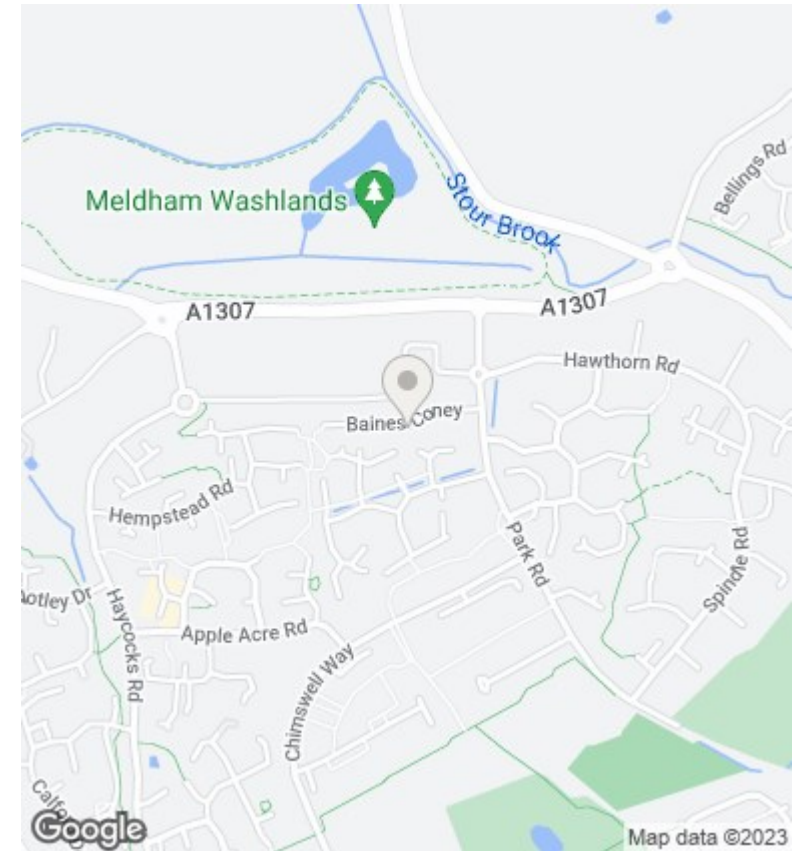 Bellings Rd
Meldham Washlands
Stour Brook
A1307
A1307
Hawthorn Rd
Baines Coney
Hempstead Rd
Park Rd
Spindle Rd
Haycocks Rd
Apple Acre Rd
Chimswell Way
Google
Map data ©2023